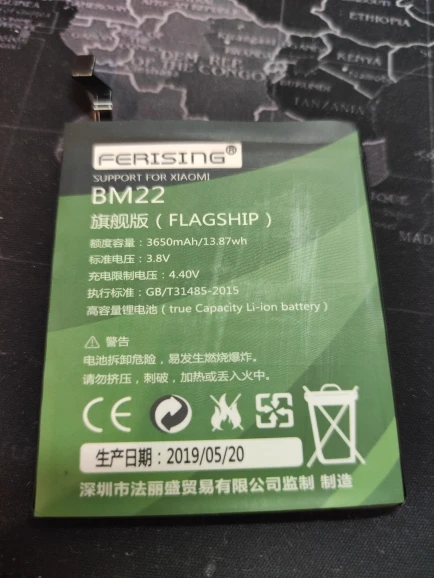 ETHIOPIA
KENYA
TANZANIA
FERISING®
SUPPORT FOR XIAOMI
BM22
旗舰版（FLAGSHIP）
额度容量：3650mAh/13.87wh
标准电压：3.8V
充电限制电压：4.40V
执行标准：GB/T31485-2015
高容量锂电池（true Capacity Li-ion battery）
警告
电池拆卸危险，易发生燃烧爆炸。
请勿挤压，刺破，加热或丢入火中。
CE
生产日期：2019/05/20
深圳市法丽盛贸易有限公司监制 制造